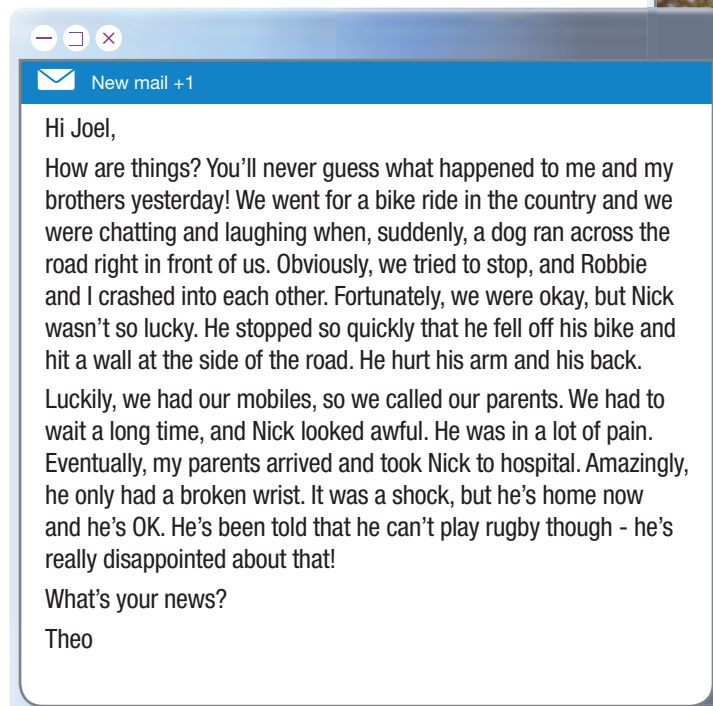 New mail +1
Hi Joel,
How are things? You'll never guess what happened to me and my
brothers yesterday! We went for a bike ride in the country and we
were chatting and laughing when, suddenly, a dog ran across the
road right in front of us. Obviously, we tried to stop, and Robbie
and I crashed into each other. Fortunately, we were okay, but Nick
wasn't so lucky. He stopped so quickly that he fell off his bike and
hit a wall at the side of the road. He hurt his arm and his back.
Luckily, we had our mobiles, so we called our parents. We had to
wait a long time, and Nick looked awful. He was in a lot of pain.
Eventually, my parents arrived and took Nick to hospital. Amazingly,
he only had a broken wrist. It was a shock, but he's home now
and he's OK. He's been told that he can't play rugby though - he's
really disappointed about that!
What's your news?
Theo